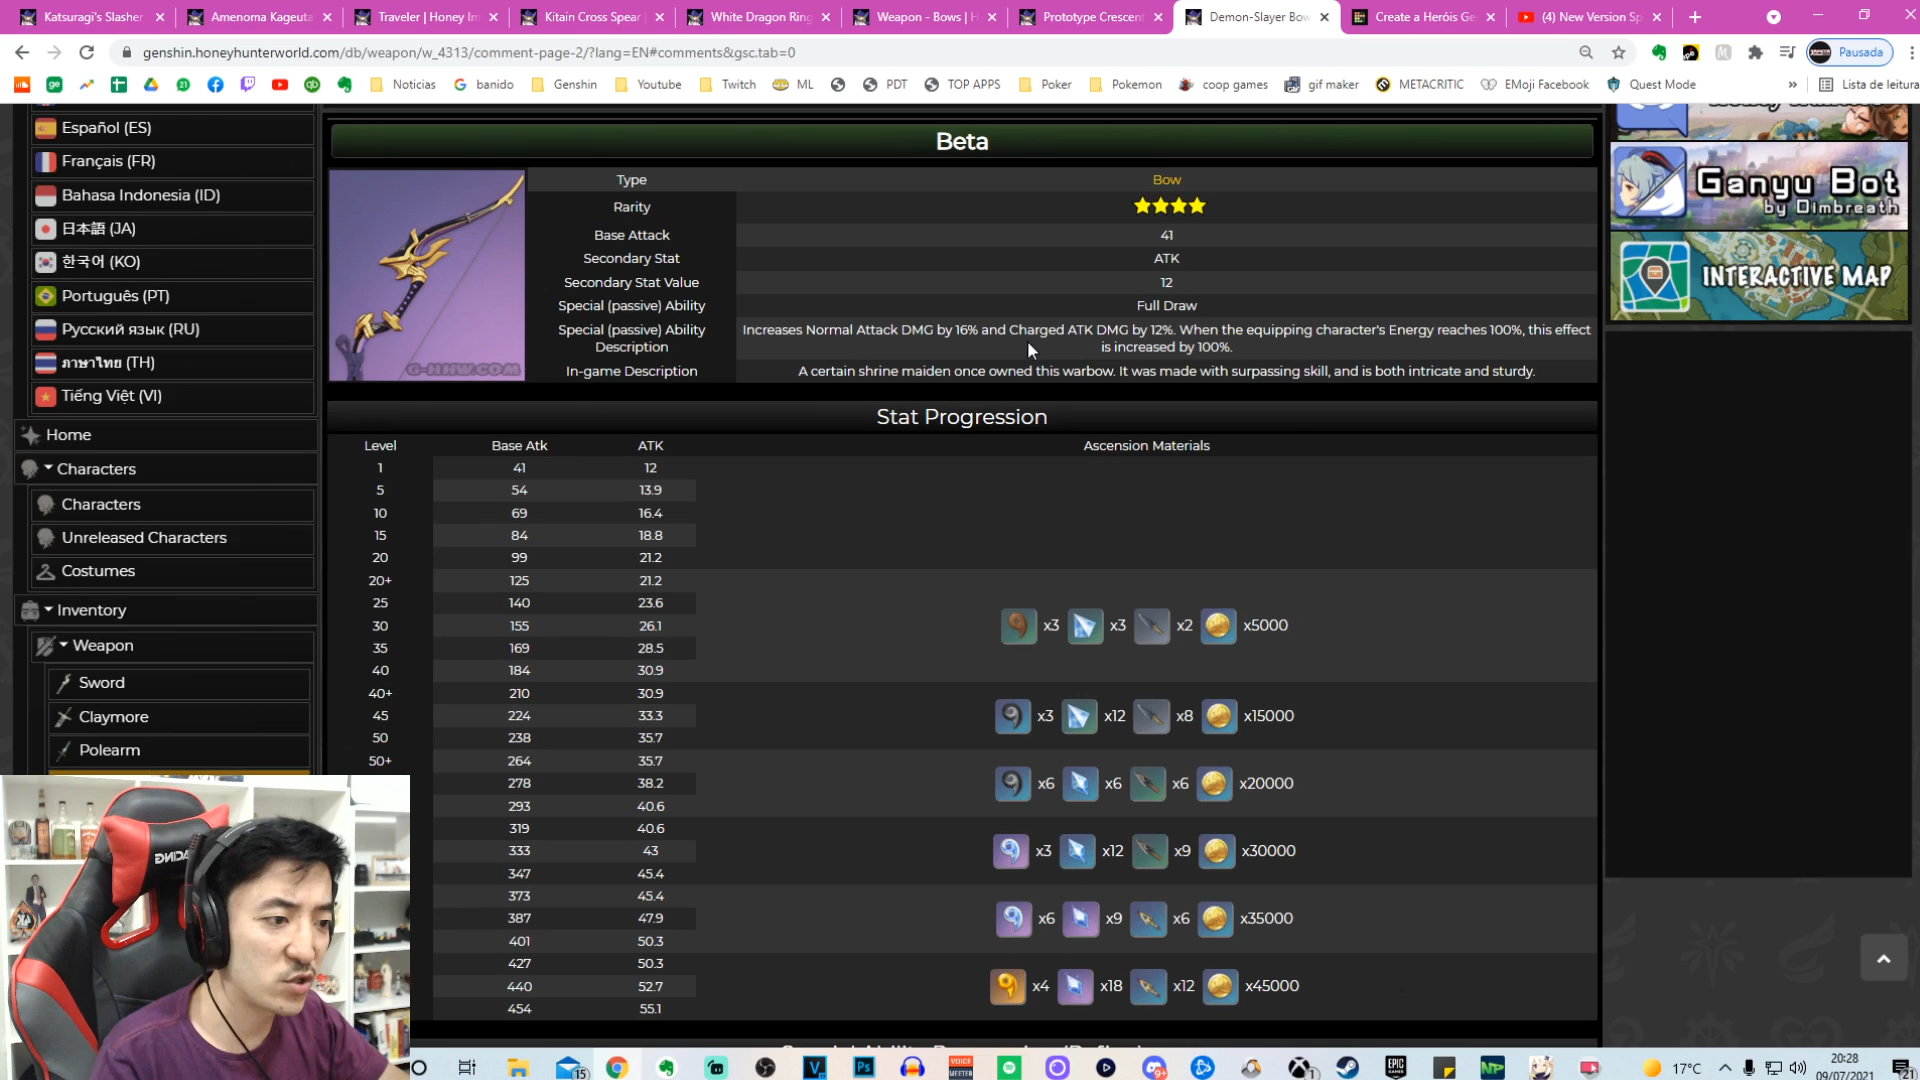 Katsuragi's Slasher
Amenoma Kageuta
Traveler | Honey Im
Kitain Cross Spear |
White Dragon Ring
Weapon - Bows | H
Prototype Crescent
Demon-Slayer Bow
Create a Heróis Ge
(4) New Version Sp
genshin.honeyhunterworld.com/db/weapon/w_4313/comment-page-2/?lang=EN#comments&gsc.tab=0
Pausada
Noticias
banido
Genshin
Youtube
Twitch
ML
PDT
TOP APPS
Poker
Pokemon
coop games
gif maker
METACRITIC
EMoji Facebook
Quest Mode
Lista de leitura
Español (ES)
Français (FR)
Bahasa Indonesia (ID)
日本語 (JA)
한국어 (KO)
Português (PT)
Русский язык (RU)
ภาษาไทย (TH)
Tiếng Việt (VI)
Home
Characters
Characters
Unreleased Characters
Costumes
Inventory
Weapon
Sword
Claymore
Polearm
Beta
Type Bow
Rarity
Base Attack 41
Secondary Stat ATK
Secondary Stat Value 12
Special (passive) Ability Full Draw
Special (passive) Ability Description
Increases Normal Attack DMG by 16% and Charged ATK DMG by 12%. When the equipping character's Energy reaches 100%, this effect
is increased by 100%.
In-game Description A certain shrine maiden once owned this warbow. It was made with surpassing skill, and is both intricate and sturdy.
G-HHW.COM
Stat Progression
Level Base Atk ATK Ascension Materials
1 41 12
5 54 13.9
10 69 16.4
15 84 18.8
20 99 21.2
20+ 125 21.2
25 140 23.6
30 155 26.1
x3 x3 x2 x5000
35 169 28.5
40 184 30.9
40+ 210 30.9
45 224 33.3
x3 x12 x8 x15000
50 238 35.7
50+ 264 35.7
278 38.2
x6 x6 x6 x20000
293 40.6
319 40.6
333 43
x3 x12 x9 x30000
347 45.4
373 45.4
387 47.9
x6 x9 x6 x35000
401 50.3
427 50.3
440 52.7
x4 x18 x12 x45000
454 55.1
Ganyu Bot
by Dimbreath
INTERACTIVE MAP
RACING
15
VOICE MEETER
EPIC GAMES
NP
17°C
20:28
09/07/2021
21